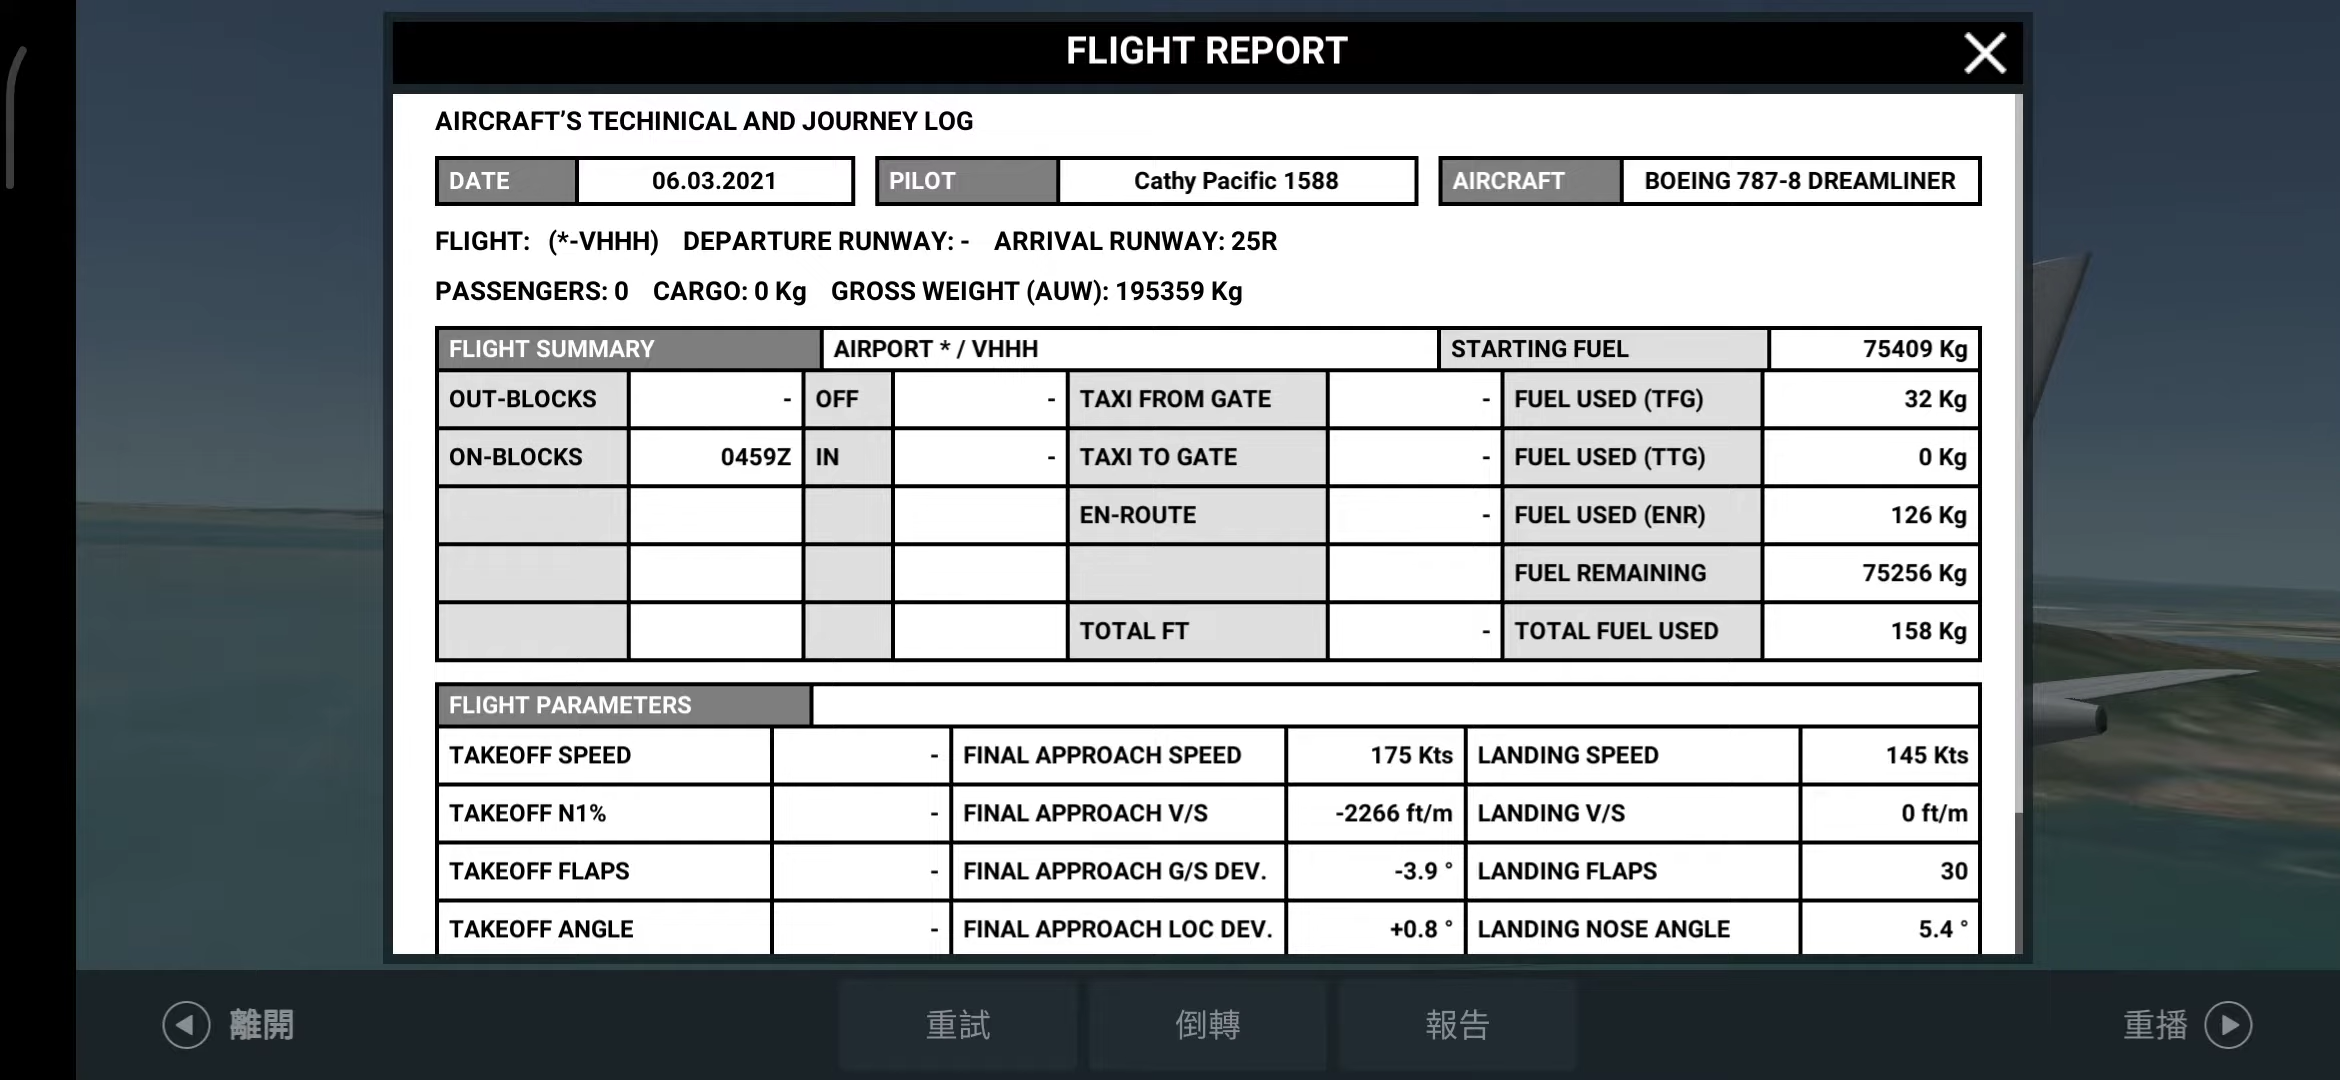 FLIGHT REPORT
AIRCRAFT'S TECHINICAL AND JOURNEY LOG
DATE 06.03.2021 PILOT Cathy Pacific 1588 AIRCRAFT BOEING 787-8 DREAMLINER
FLIGHT: (*-VHHH) DEPARTURE RUNWAY: - ARRIVAL RUNWAY: 25R
PASSENGERS: 0 CARGO: 0 Kg GROSS WEIGHT (AUW): 195359 Kg
FLIGHT SUMMARY AIRPORT * / VHHH STARTING FUEL 75409 Kg
OUT-BLOCKS - OFF - TAXI FROM GATE - FUEL USED (TFG) 32 Kg
ON-BLOCKS 0459Z IN - TAXI TO GATE - FUEL USED (TTG) 0 Kg
EN-ROUTE - FUEL USED (ENR) 126 Kg
FUEL REMAINING 75256 Kg
TOTAL FT - TOTAL FUEL USED 158 Kg
FLIGHT PARAMETERS
TAKEOFF SPEED - FINAL APPROACH SPEED 175 Kts LANDING SPEED 145 Kts
TAKEOFF N1% - FINAL APPROACH V/S -2266 ft/m LANDING V/S 0 ft/m
TAKEOFF FLAPS - FINAL APPROACH G/S DEV. -3.9 ° LANDING FLAPS 30
TAKEOFF ANGLE - FINAL APPROACH LOC DEV. +0.8 ° LANDING NOSE ANGLE 5.4 °
離開 重試 倒轉 報告 重播